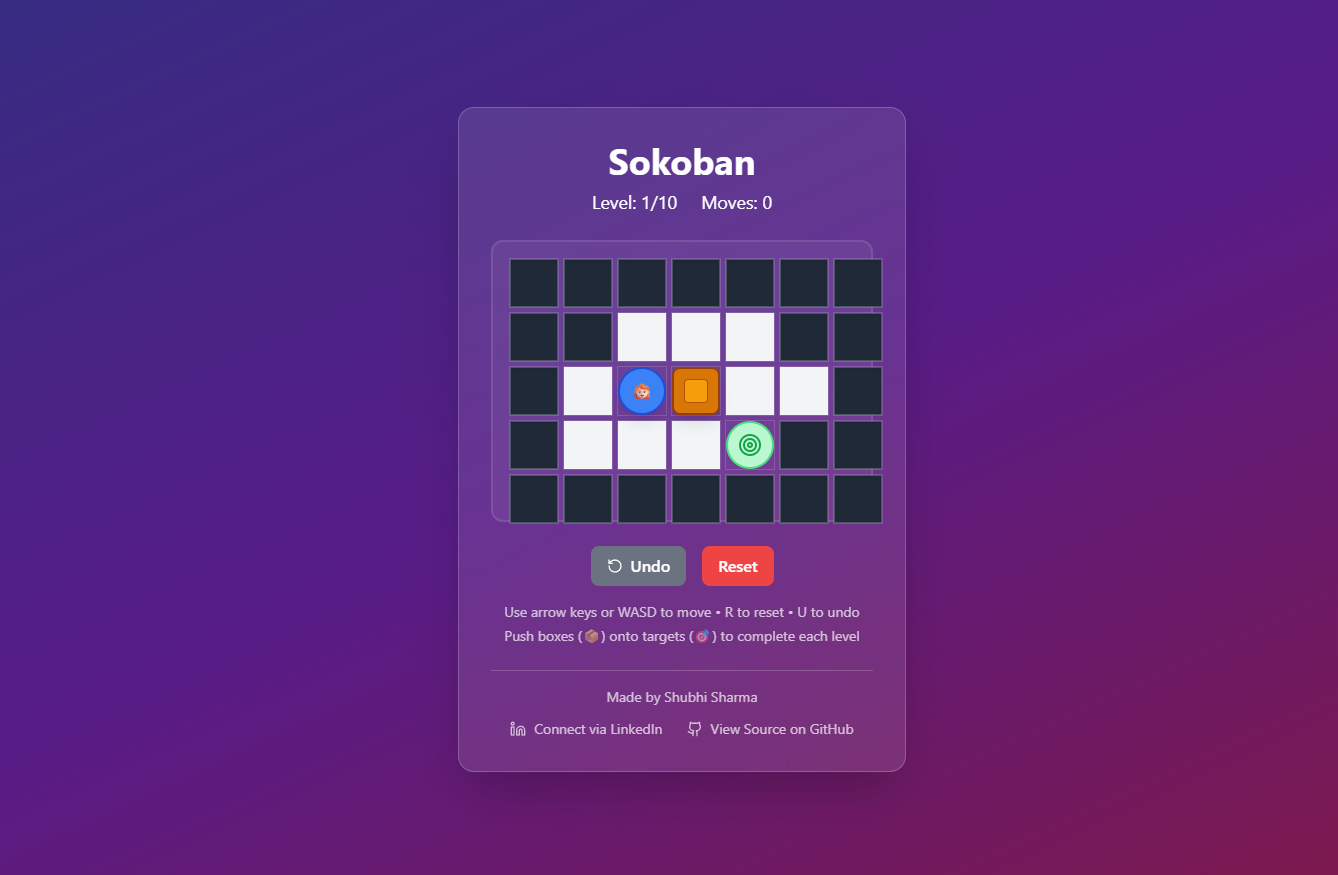 Sokoban
Level: 1/10 Moves: 0
Undo Reset
Use arrow keys or WASD to move • R to reset • U to undo
Push boxes (📦) onto targets (🎯) to complete each level
Made by Shubhi Sharma
Connect via LinkedIn View Source on GitHub